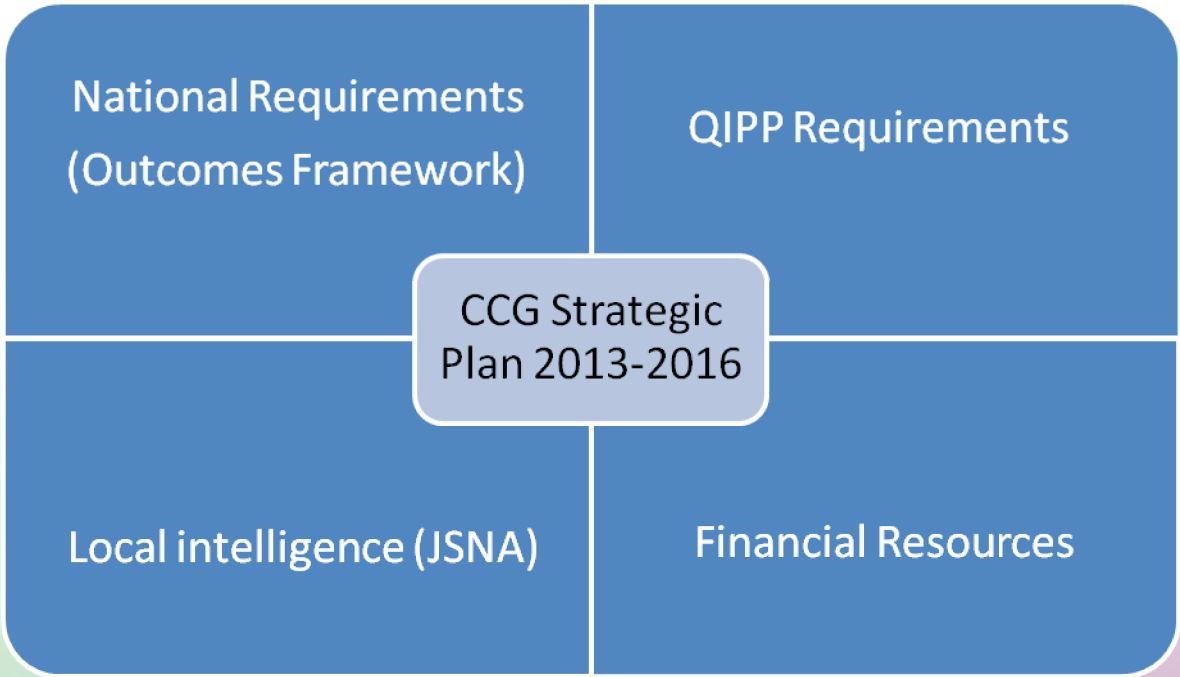 National Requirements
(Outcomes Framework)
QIPP Requirements
CCG Strategic
Plan 2013-2016
Local intelligence (JSNA)
Financial Resources